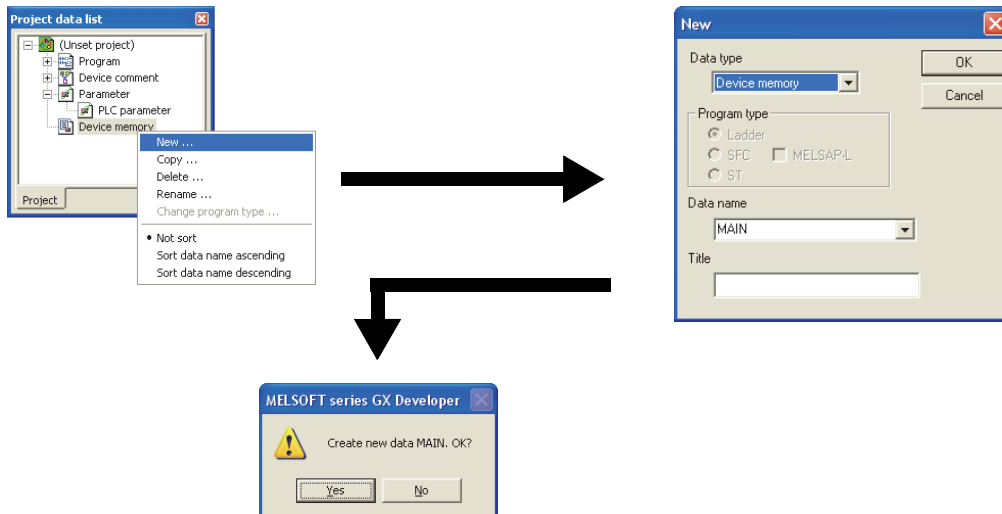 Project data list
(Unset project)
Program
Device comment
Parameter
PLC parameter
Device memory
New ...
Copy ...
Delete ...
Rename ...
Change program type ...
Not sort
Sort data name ascending
Sort data name descending
Project
New
Data type
Device memory
OK
Cancel
Program type
Ladder
SFC MELSAP-L
ST
Data name
MAIN
Title
MELSOFT series GX Developer
Create new data MAIN. OK?
Yes No